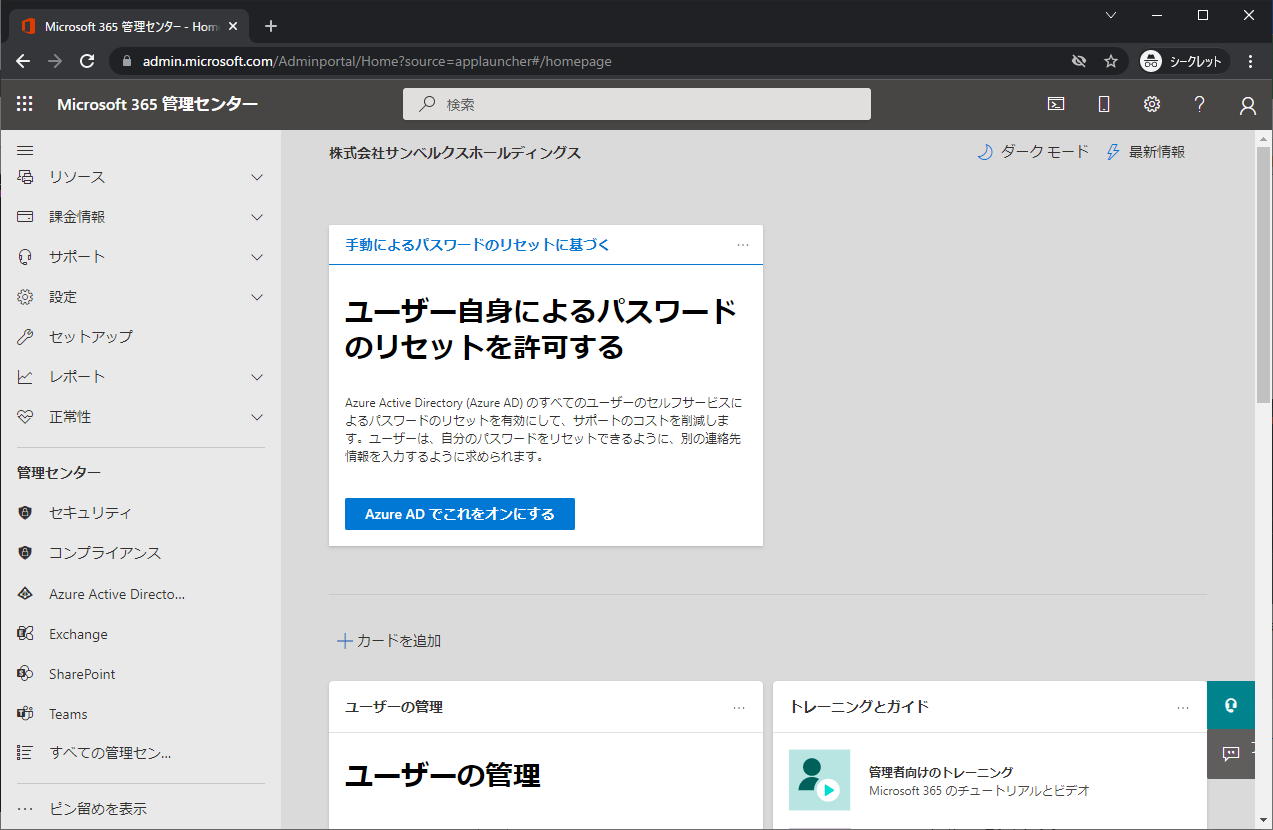 Microsoft 365 管理センター - Hom
admin.microsoft.com/Adminportal/Home?source=applauncher#/homepage
シークレット
Microsoft 365 管理センター
検索
株式会社サンベルクスホールディングス
ダーク モード
最新情報
リソース
課金情報
サポート
設定
セットアップ
レポート
正常性
管理センター
セキュリティ
コンプライアンス
Azure Active Directo...
Exchange
SharePoint
Teams
すべての管理セン...
ピン留めを表示
手動によるパスワードのリセットに基づく
ユーザー自身によるパスワード
のリセットを許可する
Azure Active Directory (Azure AD) のすべてのユーザーのセルフサービスに
よるパスワードのリセットを有効にして、サポートのコストを削減しま
す。ユーザーは、自分のパスワードをリセットできるように、別の連絡先
情報を入力するように求められます。
Azure AD でこれをオンにする
カードを追加
ユーザーの管理
ユーザーの管理
トレーニングとガイド
管理者向けのトレーニング
Microsoft 365 のチュートリアルとビデオ